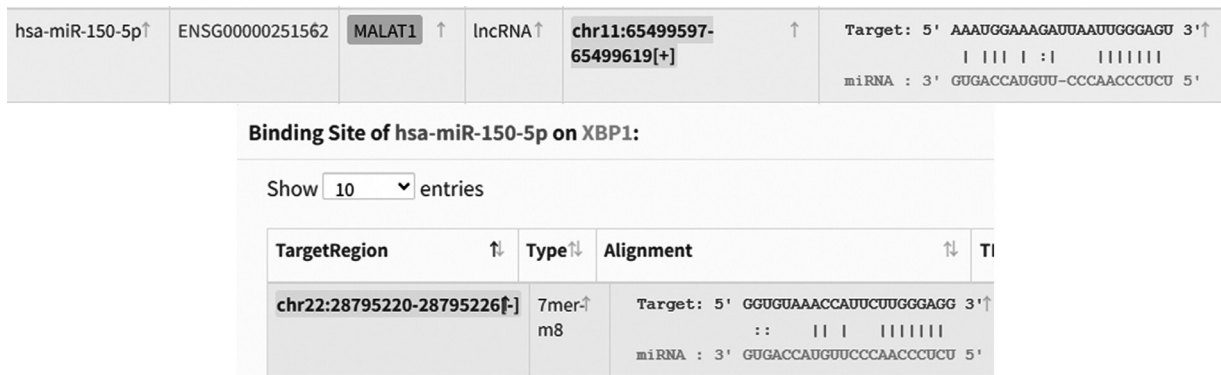 hsa-miR-150-5p↑ ENSG00000251562↑ MALAT1 ↑ lncRNA↑ chr11:65499597-65499619[+] ↑
Target: 5' AAAUGGAAAGAUUAAUUGGGAGU 3'↑
| ||| | :| |||||||
miRNA : 3' GUGACCAUGUU-CCCAACCCUCU 5'
Binding Site of hsa-miR-150-5p on XBP1:
Show 10 entries
TargetRegion ↑↓ Type↑↓ Alignment ↑↓
chr22:28795220-28795226[-] 7mer-m8↑
Target: 5' GGUGUAAACCAUUCUUGGGAGG 3'↑
:: || | |||||||
miRNA : 3' GUGACCAUGUUCCCAACCCUCU 5'